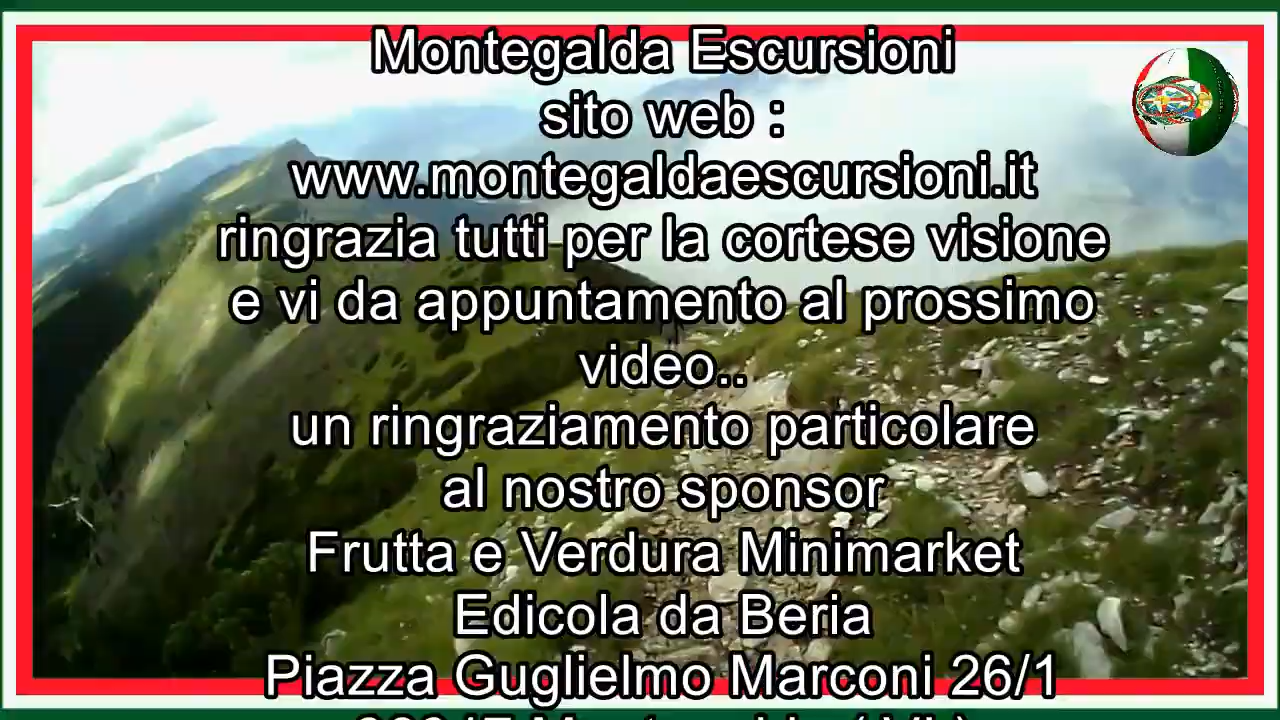 Montegalda Escursioni
sito web :
www.montegaldaescursioni.it
ringrazia tutti per la cortese visione
e vi da appuntamento al prossimo
video..
un ringraziamento particolare
al nostro sponsor
Frutta e Verdura Minimarket
Edicola da Beria
Piazza Guglielmo Marconi 26/1